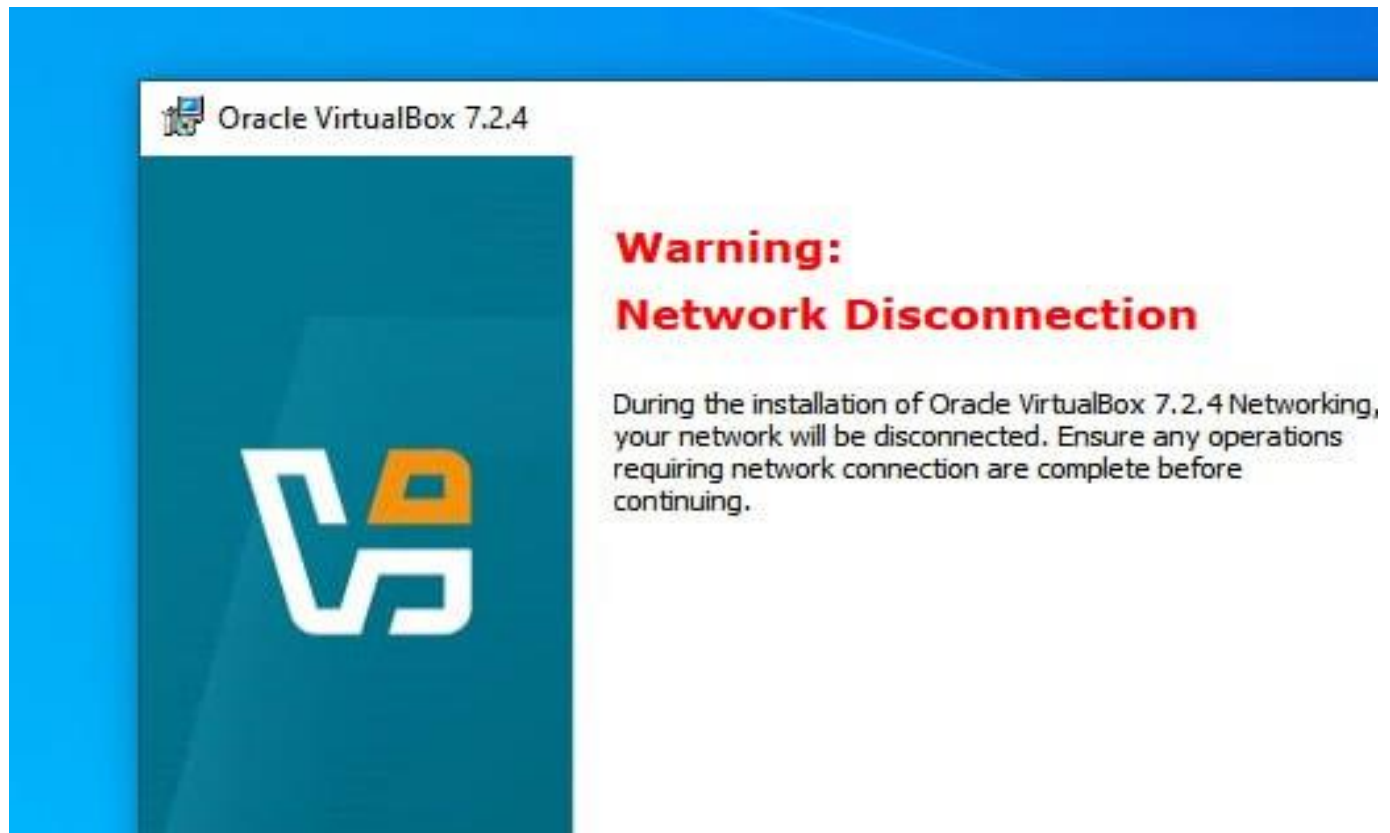 Oracle VirtualBox 7.2.4
Warning:
Network Disconnection
During the installation of Oracle VirtualBox 7.2.4 Networking,
your network will be disconnected. Ensure any operations
requiring network connection are complete before
continuing.